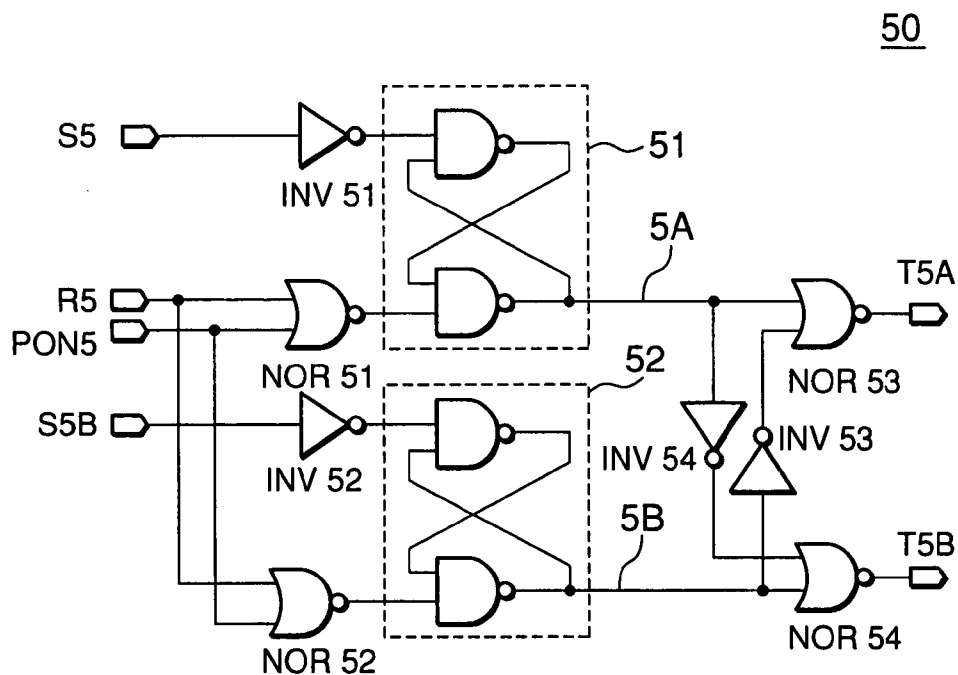 50
S5
INV 51
51
5A
T5A
R5
PON5
NOR 51
52
NOR 53
S5B
INV 52
INV 54
INV 53
5B
T5B
NOR 52
NOR 54